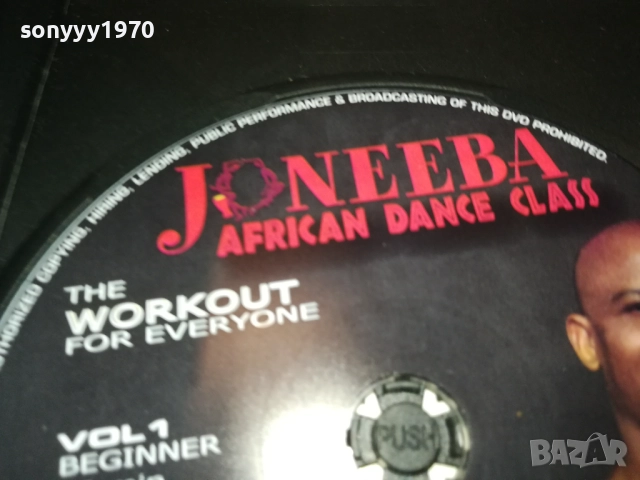 sonyyy1970
COPYING, HIRING, LENDING, PUBLIC PERFORMANCE & BROADCASTING OF THIS DVD PROHIBITED.
JONEEBA
AFRICAN DANCE CLASS
THE
WORKOUT
FOR EVERYONE
VOL 1
BEGINNER
PUSH
BAZAR